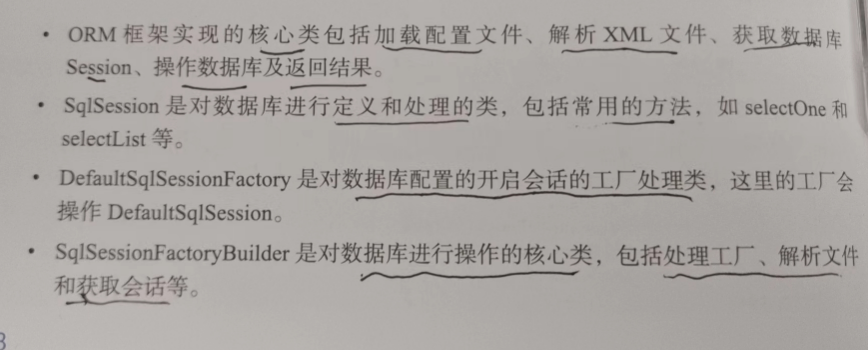 • ORM 框架实现的核心类包括加载配置文件、解析 XML 文件、获取数据库
Session、操作数据库及返回结果。
• SqlSession 是对数据库进行定义和处理的类，包括常用的方法，如 selectOne 和
selectList 等。
• DefaultSqlSessionFactory 是对数据库配置的开启会话的工厂处理类，这里的工厂会
操作 DefaultSqlSession。
• SqlSessionFactoryBuilder 是对数据库进行操作的核心类，包括处理工厂、解析文件
和获取会话等。